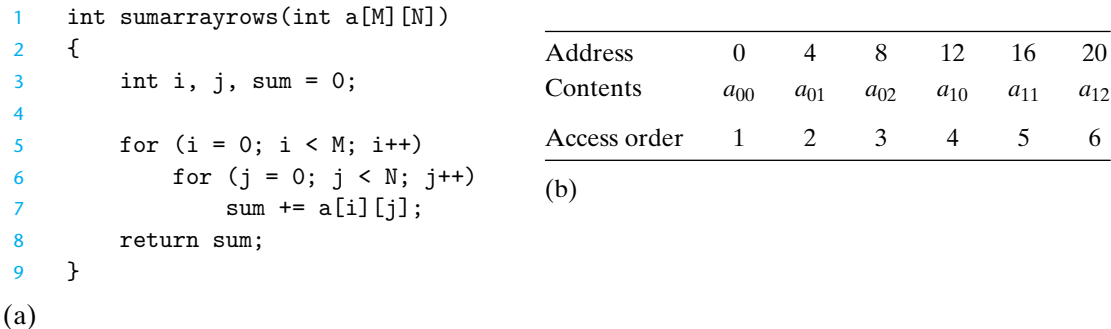 1 int sumarrayrows(int a[M][N])
2 {
3 int i, j, sum = 0;
4
5 for (i = 0; i < M; i++)
6 for (j = 0; j < N; j++)
7 sum += a[i][j];
8 return sum;
9 }
(a)
Address 0 4 8 12 16 20
Contents a00 a01 a02 a10 a11 a12
Access order 1 2 3 4 5 6
(b)